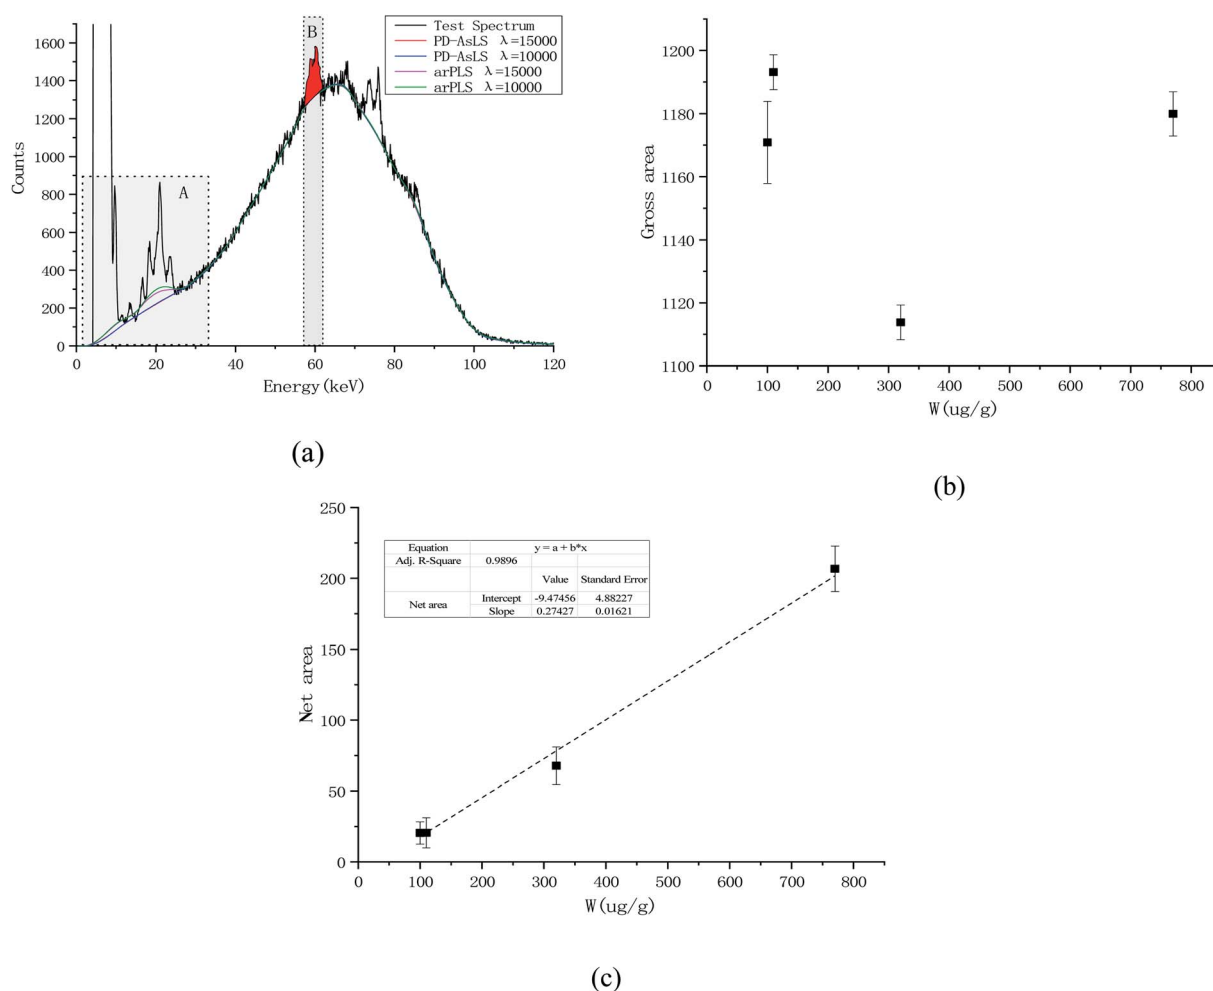 Test Spectrum
PD-AsLS λ=15000
PD-AsLS λ=10000
arPLS λ=15000
arPLS λ=10000
B
A
1600
1400
1200
1000
800
600
400
200
0
Counts
0 20 40 60 80 100 120
Energy(keV)
(a)
1200
1180
1160
1140
1120
1100
Gross area
0 100 200 300 400 500 600 700 800
W(ug/g)
(b)
250
200
150
100
50
0
Net area
Equation y = a + b*x
Adj. R-Square 0.9896
Value Standard Error
Net area Intercept -9.47456 4.88227
Slope 0.27427 0.01621
0 100 200 300 400 500 600 700 800
W(ug/g)
(c)